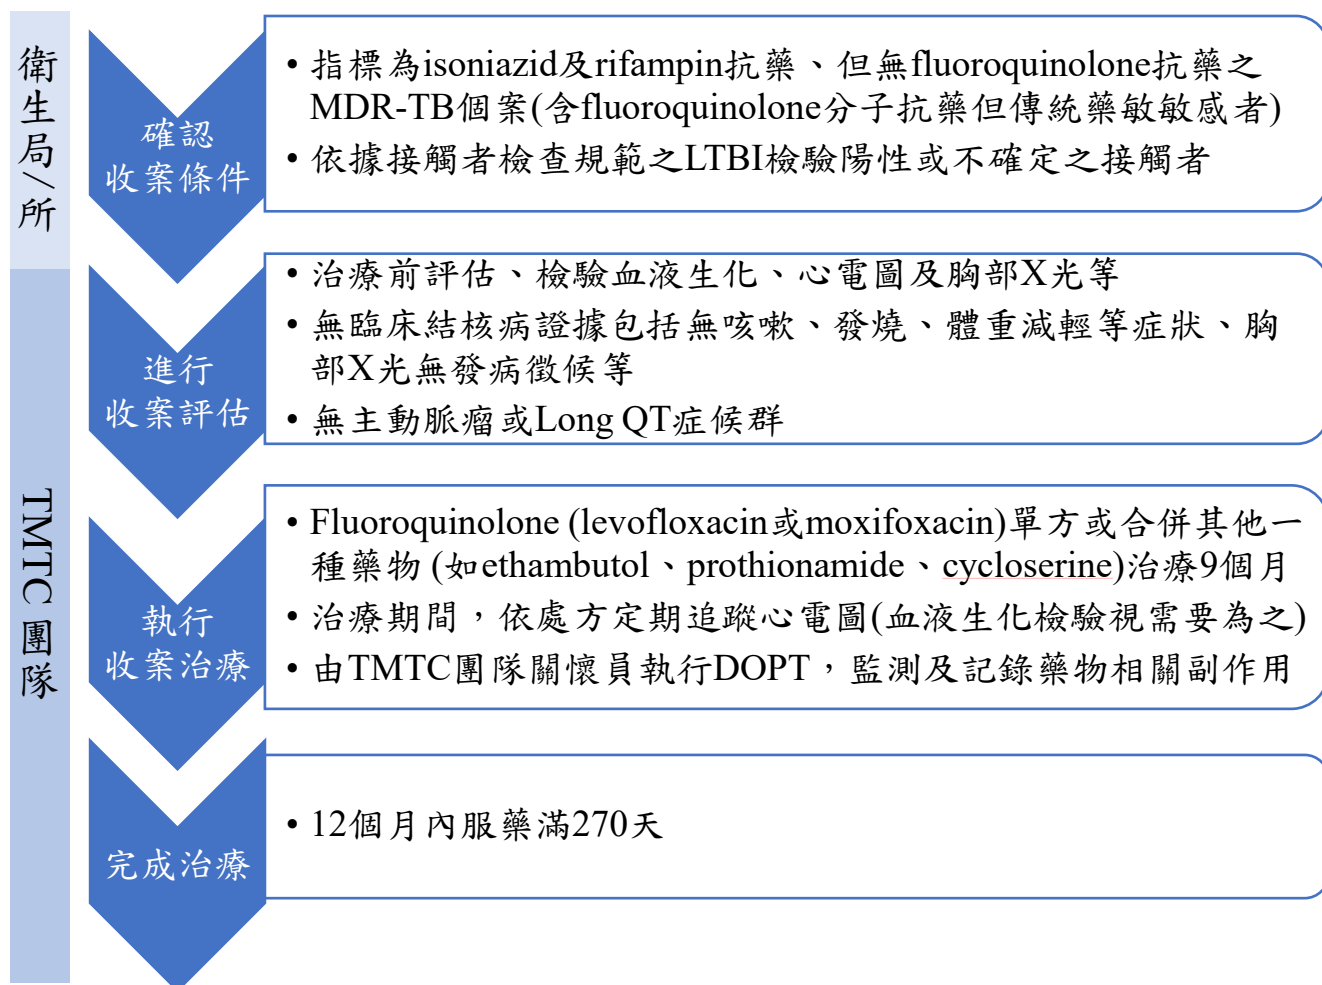 衛生局/所
確認
收案條件
• 指標為isoniazid及rifampin抗藥、但無fluoroquinolone抗藥之
MDR-TB個案(含fluoroquinolone分子抗藥但傳統藥敏敏感者)
• 依據接觸者檢查規範之LTBI檢驗陽性或不確定之接觸者
TMTC團隊
進行
收案評估
• 治療前評估、檢驗血液生化、心電圖及胸部X光等
• 無臨床結核病證據包括無咳嗽、發燒、體重減輕等症狀、胸
部X光無發病徵候等
• 無主動脈瘤或Long QT症候群
執行
收案治療
• Fluoroquinolone (levofloxacin或moxifoxacin)單方或合併其他一
種藥物 (如ethambutol、prothionamide、cycloserine)治療9個月
• 治療期間，依處方定期追蹤心電圖(血液生化檢驗視需要為之)
• 由TMTC團隊關懷員執行DOPT，監測及記錄藥物相關副作用
完成治療
• 12個月內服藥滿270天